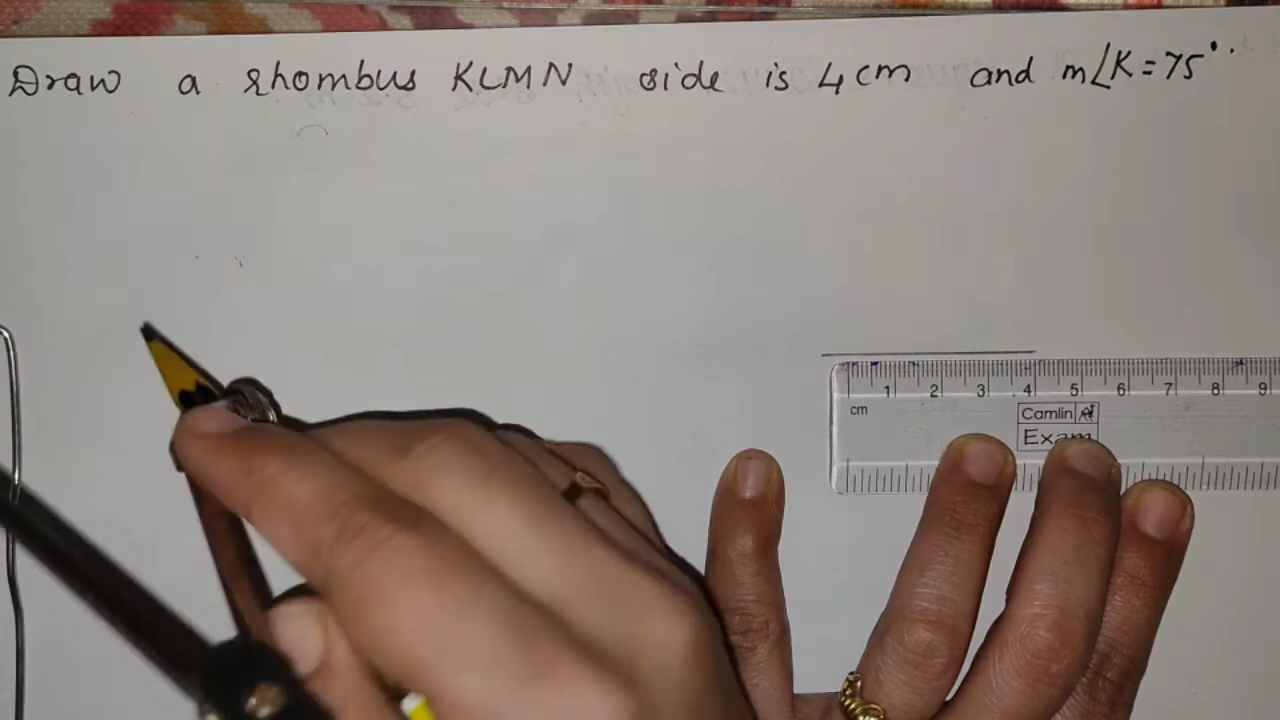 Draw a rhombus KLMN side is 4 cm and m∠K = 75°.
1 2 3 4 5 6 7 8 9
cm Camlin
Exam